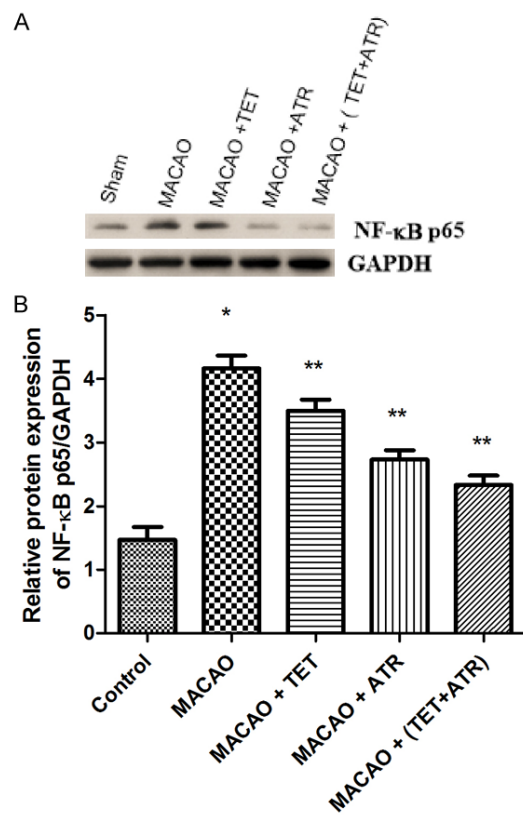 A
Sham
MACAO
MACAO +TET
MACAO +ATR
MACAO + ( TET+ATR)
NF-κB p65
GAPDH
B
Relative protein expression
of NF-κB p65/GAPDH
5
4
3
2
1
0
*
**
**
**
Control
MACAO
MACAO + TET
MACAO + ATR
MACAO + (TET+ATR)